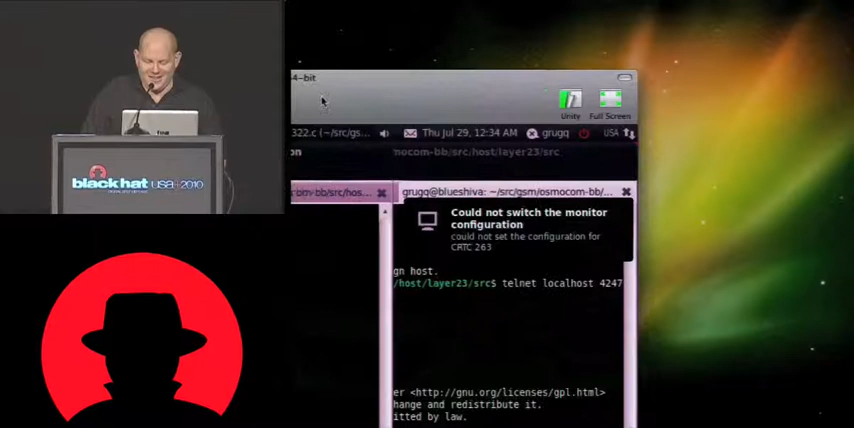 black hat USA+2010
4-bit
Unity
Full Screen
322.c (~/src/gs...
Thu Jul 29, 12:34 AM
grugq
USA
on
mocom-bb/src/host/layer23/src
om-bb/src/hos...
grugq@blueshiva: ~/src/gsm/osmocom-bb/...
Could not switch the monitor
configuration
could not set the configuration for
CRTC 263
gn host.
/host/layer23/src$ telnet localhost 4247
er <http://gnu.org/licenses/gpl.html>
hange and redistribute it.
itted by law.